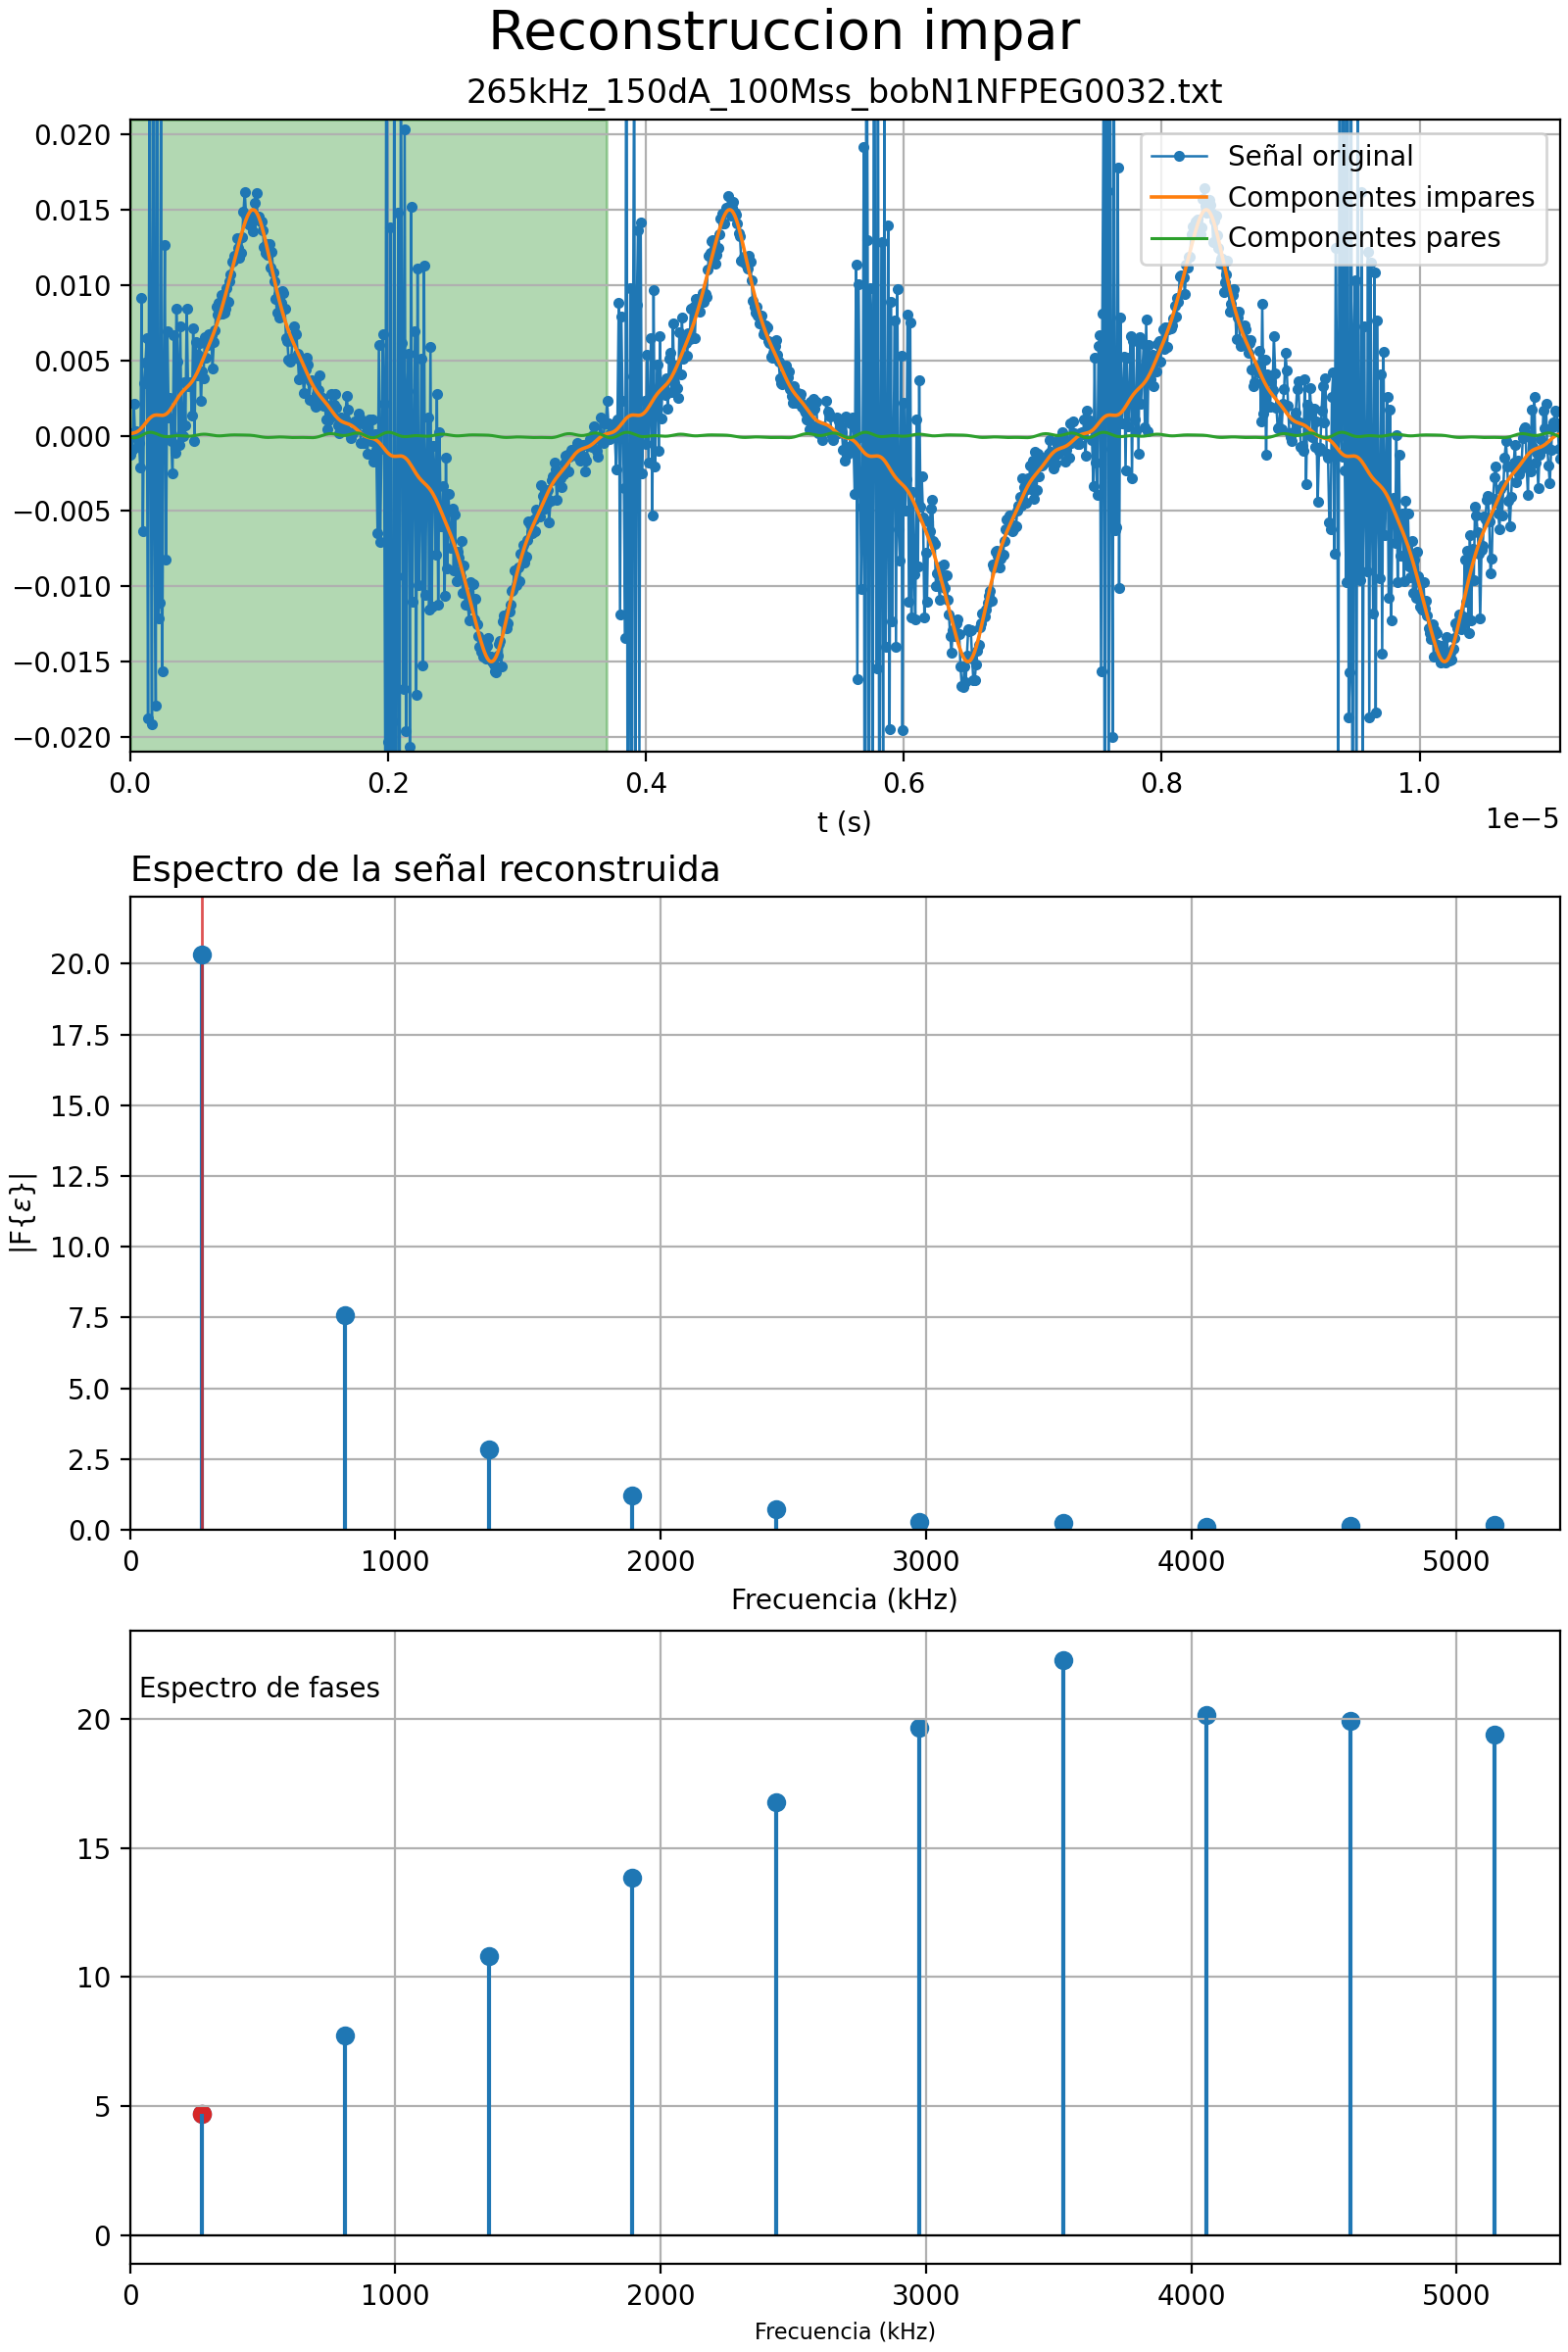 Reconstruccion impar
265kHz_150dA_100Mss_bobN1NFPEG0032.txt
0.020
0.015
0.010
0.005
0.000
−0.005
−0.010
−0.015
−0.020
Señal original
Componentes impares
Componentes pares
0.0 0.2 0.4 0.6 0.8 1.0
1e−5
t (s)
Espectro de la señal reconstruida
20.0
17.5
15.0
12.5
10.0
7.5
5.0
2.5
0.0
|F{ε}|
0 1000 2000 3000 4000 5000
Frecuencia (kHz)
Espectro de fases
20
15
10
5
0
0 1000 2000 3000 4000 5000
Frecuencia (kHz)